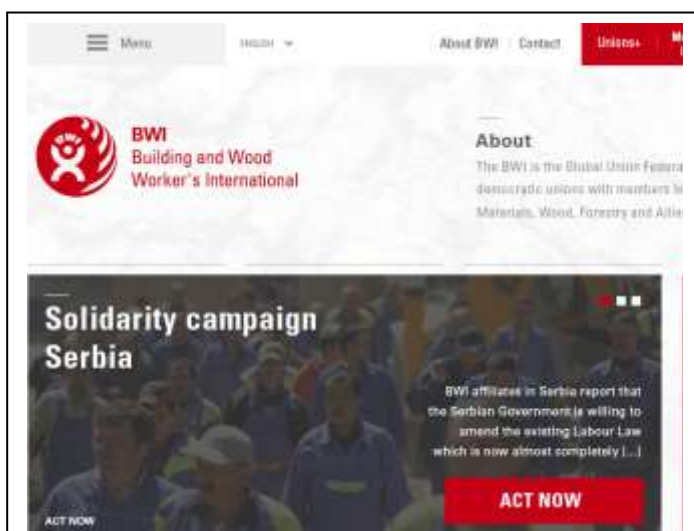 Menu
ENGLISH
About BWI
Contact
Unions+
BWI
BWI
Building and Wood
Worker's International
About
The BWI is the Global Union Federa
democratic unions with members
Materials, Wood, Forestry and Allie
Solidarity campaign
Serbia
BWI affiliates in Serbia report that
the Serbian Government is willing to
amend the existing Labour Law
which is now almost completely [...]
ACT NOW
ACT NOW